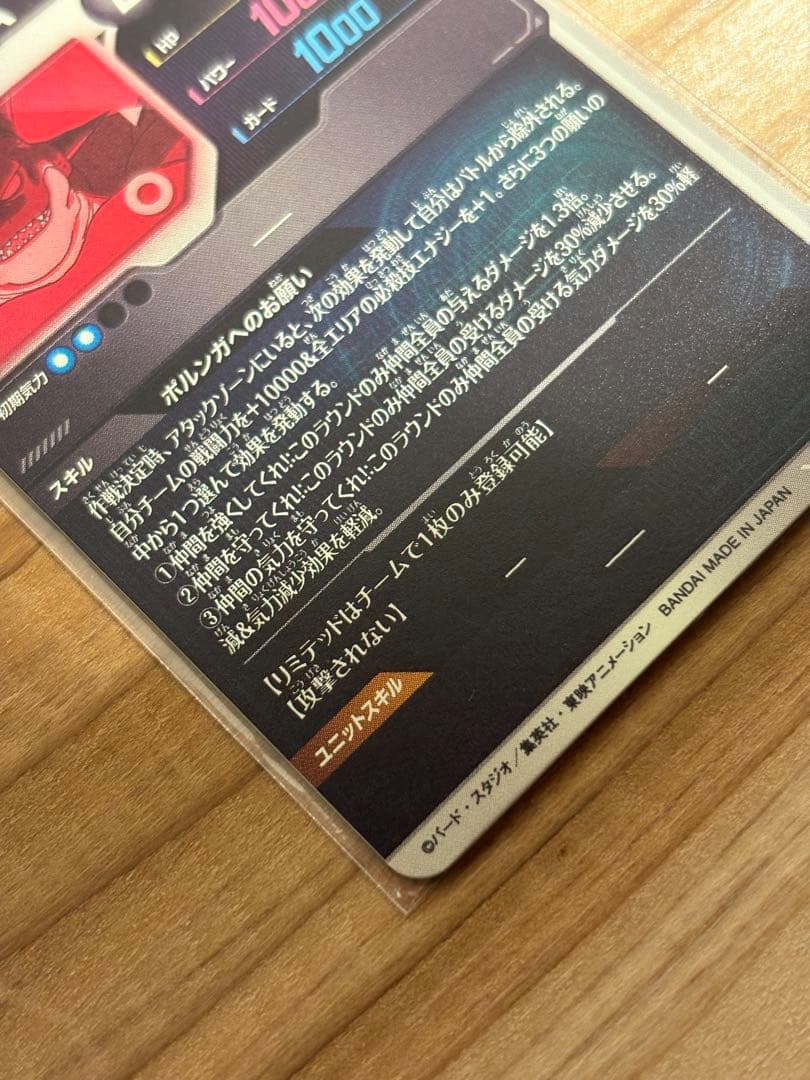 HP
パワー
100
ガード
1000
初期気力
ポルンガへのお願い
スキル
作戦決定時、アタックゾーンにいると、次の効果を発動して自分はバトルから除外される。
自分チームの戦闘力を+10000&全エリアの必殺技エナジーを+1。さらに3つの願いの
中から1つ選んで効果を発動する。
①仲間を強くしてくれ!:このラウンドのみ仲間全員の与えるダメージを1.3倍。
②仲間を守ってくれ!:このラウンドのみ仲間全員の受けるダメージを30%減少させる。
③仲間の気力を守ってくれ!:このラウンドのみ仲間全員の受ける気力ダメージを30%軽
減&気力減少効果を軽減。
【リミテッドはチームで1枚のみ登録可能】
【攻撃されない】
ユニットスキル
©バード・スタジオ/集英社・東映アニメーション BANDAI MADE IN JAPAN